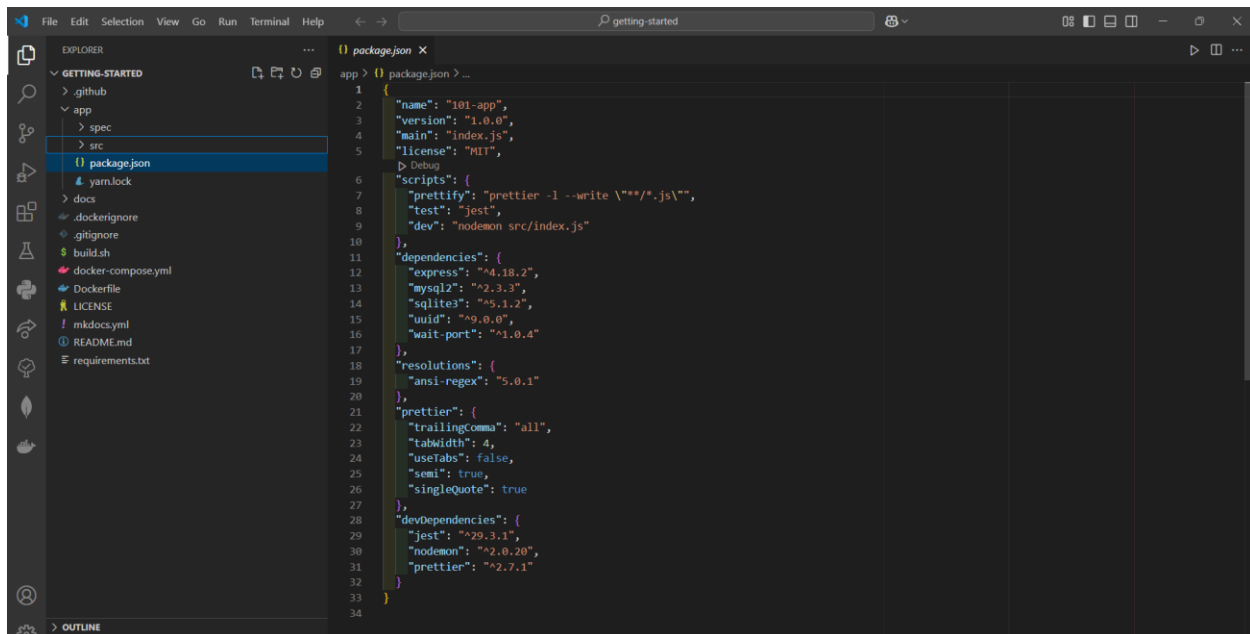 File Edit Selection View Go Run Terminal Help
getting-started
EXPLORER
GETTING-STARTED
.github
app
spec
src
package.json
yarn.lock
docs
.dockerignore
.gitignore
build.sh
docker-compose.yml
Dockerfile
LICENSE
mkdocs.yml
README.md
requirements.txt
OUTLINE
{} package.json
app > {} package.json > ...
1 {
2 "name": "101-app",
3 "version": "1.0.0",
4 "main": "index.js",
5 "license": "MIT",
Debug
6 "scripts": {
7 "prettify": "prettier -l --write \"**/*.js\"",
8 "test": "jest",
9 "dev": "nodemon src/index.js"
10 },
11 "dependencies": {
12 "express": "^4.18.2",
13 "mysql2": "^2.3.3",
14 "sqlite3": "^5.1.2",
15 "uuid": "^9.0.0",
16 "wait-port": "^1.0.4"
17 },
18 "resolutions": {
19 "ansi-regex": "5.0.1"
20 },
21 "prettier": {
22 "trailingComma": "all",
23 "tabWidth": 4,
24 "useTabs": false,
25 "semi": true,
26 "singleQuote": true
27 },
28 "devDependencies": {
29 "jest": "^29.3.1",
30 "nodemon": "^2.0.20",
31 "prettier": "^2.7.1"
32 }
33 }
34